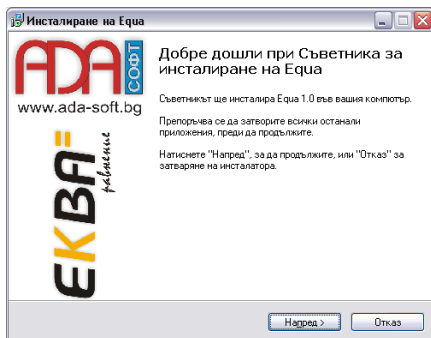 Инсталиране на Equa
ADA
СОФТ
www.ada-soft.bg
ЕКВА
равнение
Добре дошли при Съветника за
инсталиране на Equa
Съветникът ще инсталира Equa 1.0 във вашия компютър.
Препоръчва се да затворите всички останали
приложения, преди да продължите.
Натиснете "Напред", за да продължите, или "Отказ" за
затваряне на инсталатора.
Напред >
Отказ